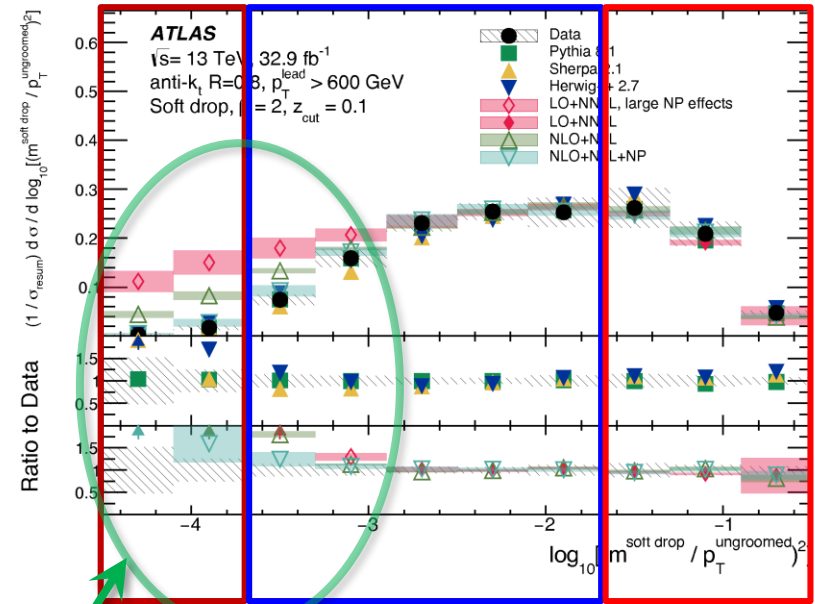 ATLAS
√s= 13 TeV, 32.9 fb⁻¹
anti-kₜ R=0.8, p_T^lead > 600 GeV
Soft drop, β = 2, z_cut = 0.1
Data
Pythia 8.1
Sherpa 2.1
Herwig++ 2.7
LO+NNLL, large NP effects
LO+NNLL
NLO+NLL
NLO+NLL+NP
(1 / σ_resum) d σ / d log₁₀[(m^soft drop / p_T^ungroomed)²]
0.6
0.5
0.4
0.3
0.2
0.1
Ratio to Data
1.5
0.5
1.5
0.5
−4
−3
−2
−1
log₁₀[(m^soft drop / p_T^ungroomed)²